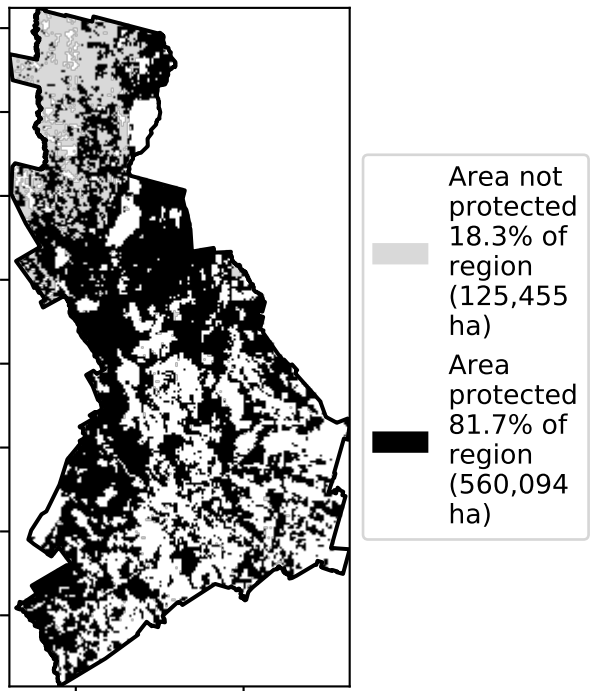 Area not
protected
18.3% of
region
(125,455
ha)
Area
protected
81.7% of
region
(560,094
ha)